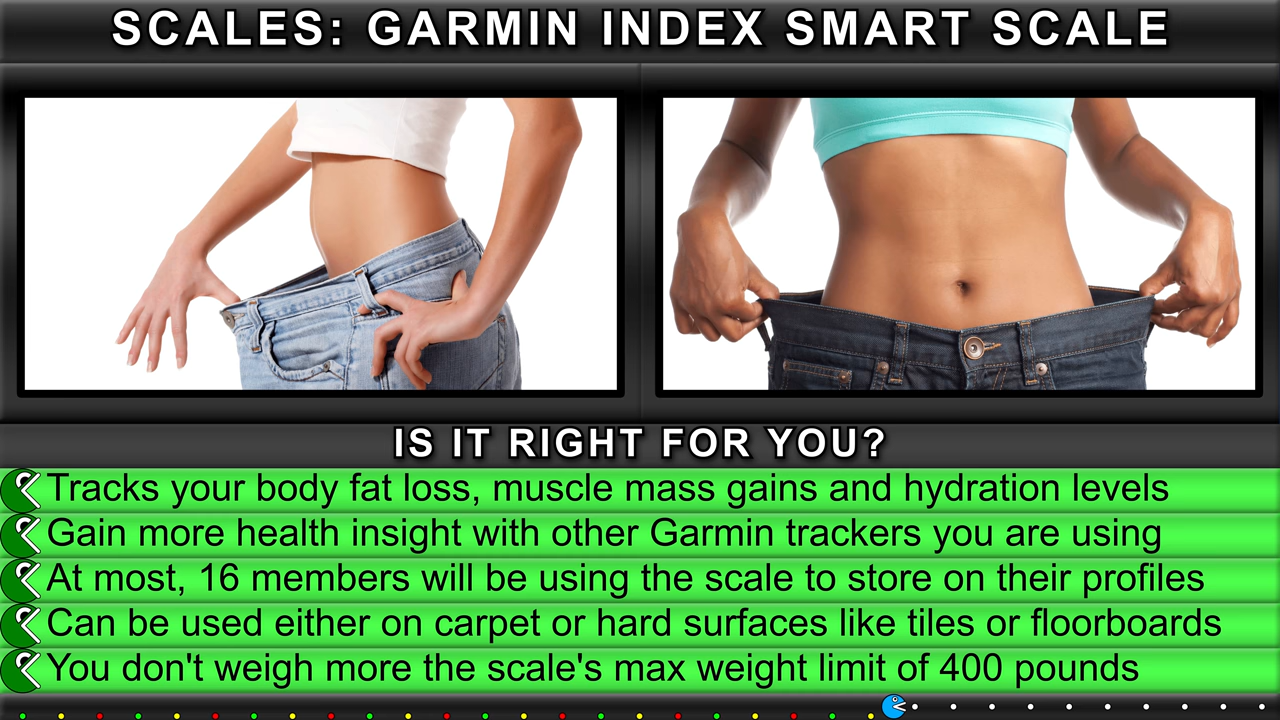 SCALES: GARMIN INDEX SMART SCALE
IS IT RIGHT FOR YOU?
Tracks your body fat loss, muscle mass gains and hydration levels
Gain more health insight with other Garmin trackers you are using
At most, 16 members will be using the scale to store on their profiles
Can be used either on carpet or hard surfaces like tiles or floorboards
You don't weigh more the scale's max weight limit of 400 pounds